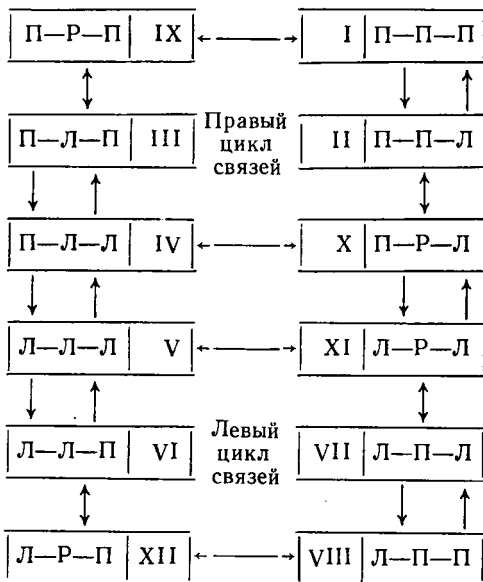 П—Р—П IX I П—П—П
П—Л—П III Правый цикл связей II П—П—Л
П—Л—Л IV X П—Р—Л
Л—Л—Л V XI Л—Р—Л
Л—Л—П VI Левый цикл связей VII Л—П—Л
Л—Р—П XII VIII Л—П—П